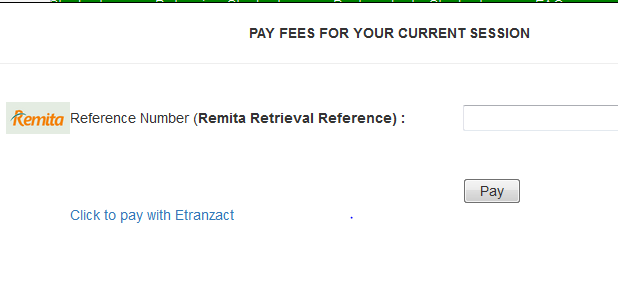 PAY FEES FOR YOUR CURRENT SESSION
Remita Reference Number (Remita Retrieval Reference) :
Pay
Click to pay with Etranzact .